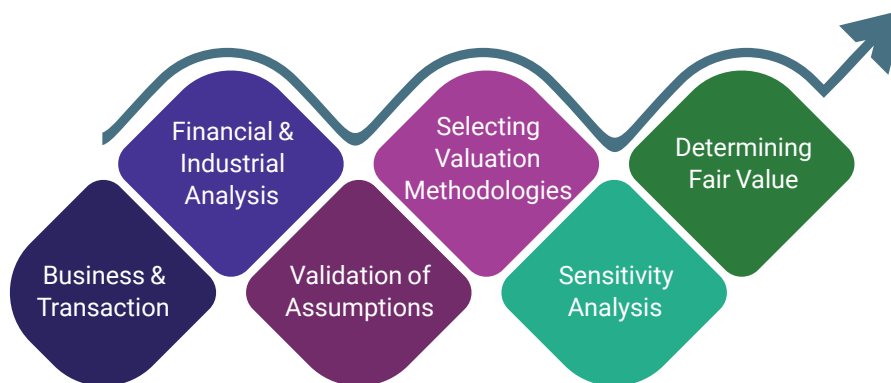 Business &
Transaction
Financial &
Industrial
Analysis
Validation of
Assumptions
Selecting
Valuation
Methodologies
Sensitivity
Analysis
Determining
Fair Value